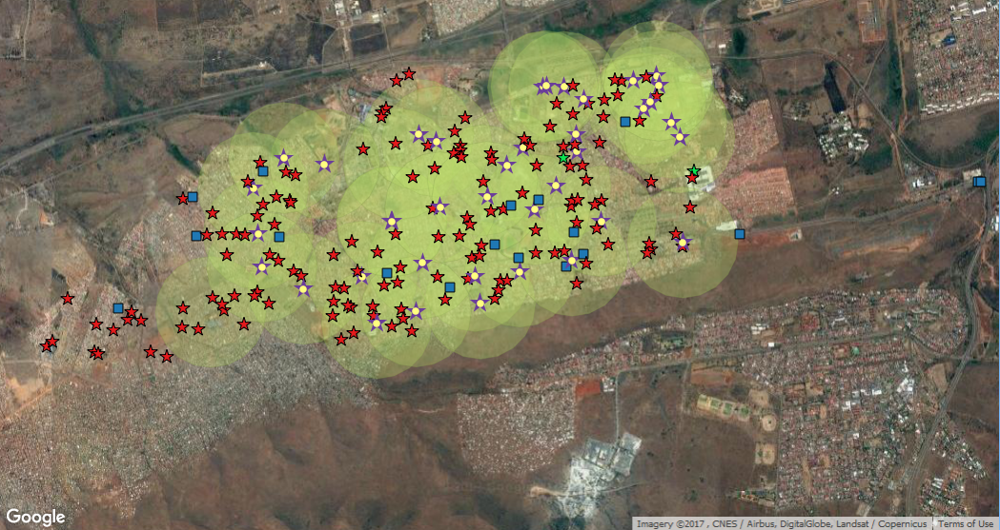 Google
Imagery ©2017 , CNES / Airbus, DigitalGlobe, Landsat / Copernicus Terms of Use